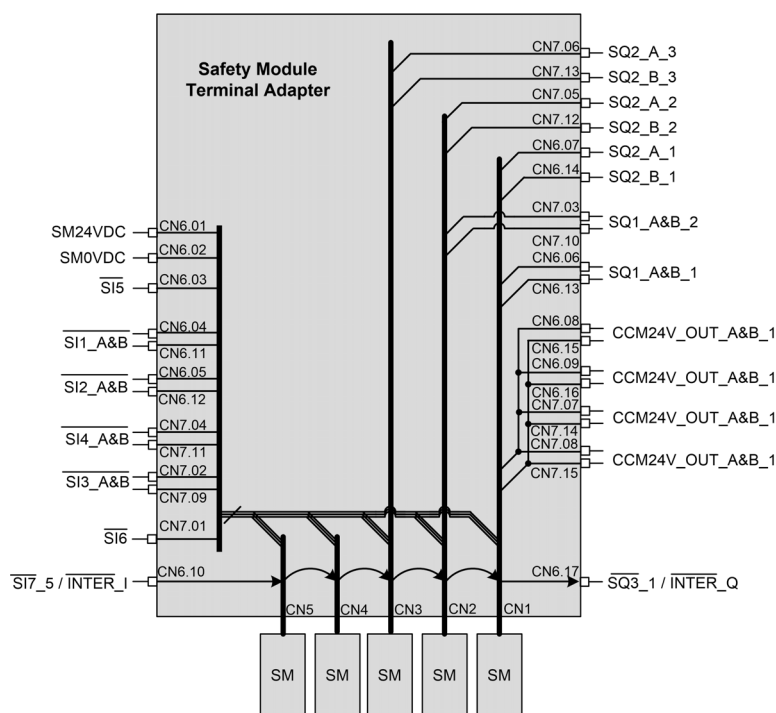 Safety Module
Terminal Adapter
CN7.06
SQ2_A_3
CN7.13
SQ2_B_3
CN7.05
SQ2_A_2
CN7.12
SQ2_B_2
CN6.07
SQ2_A_1
CN6.14
SQ2_B_1
CN7.03
SQ1_A&B_2
CN7.10
CN6.06
SQ1_A&B_1
CN6.13
CN6.08
CCM24V_OUT_A&B_1
CN6.15
CN6.09
CCM24V_OUT_A&B_1
CN6.16
CN7.07
CCM24V_OUT_A&B_1
CN7.14
CN7.08
CCM24V_OUT_A&B_1
CN7.15
SM24VDC
CN6.01
SM0VDC
CN6.02
SI5
CN6.03
CN6.04
SI1_A&B
CN6.11
CN6.05
SI2_A&B
CN6.12
CN7.04
SI4_A&B
CN7.11
CN7.02
SI3_A&B
CN7.09
SI6
CN7.01
SI7_5 / INTER_I
CN6.10
CN6.17
SQ3_1 / INTER_Q
CN5
CN4
CN3
CN2
CN1
SM
SM
SM
SM
SM